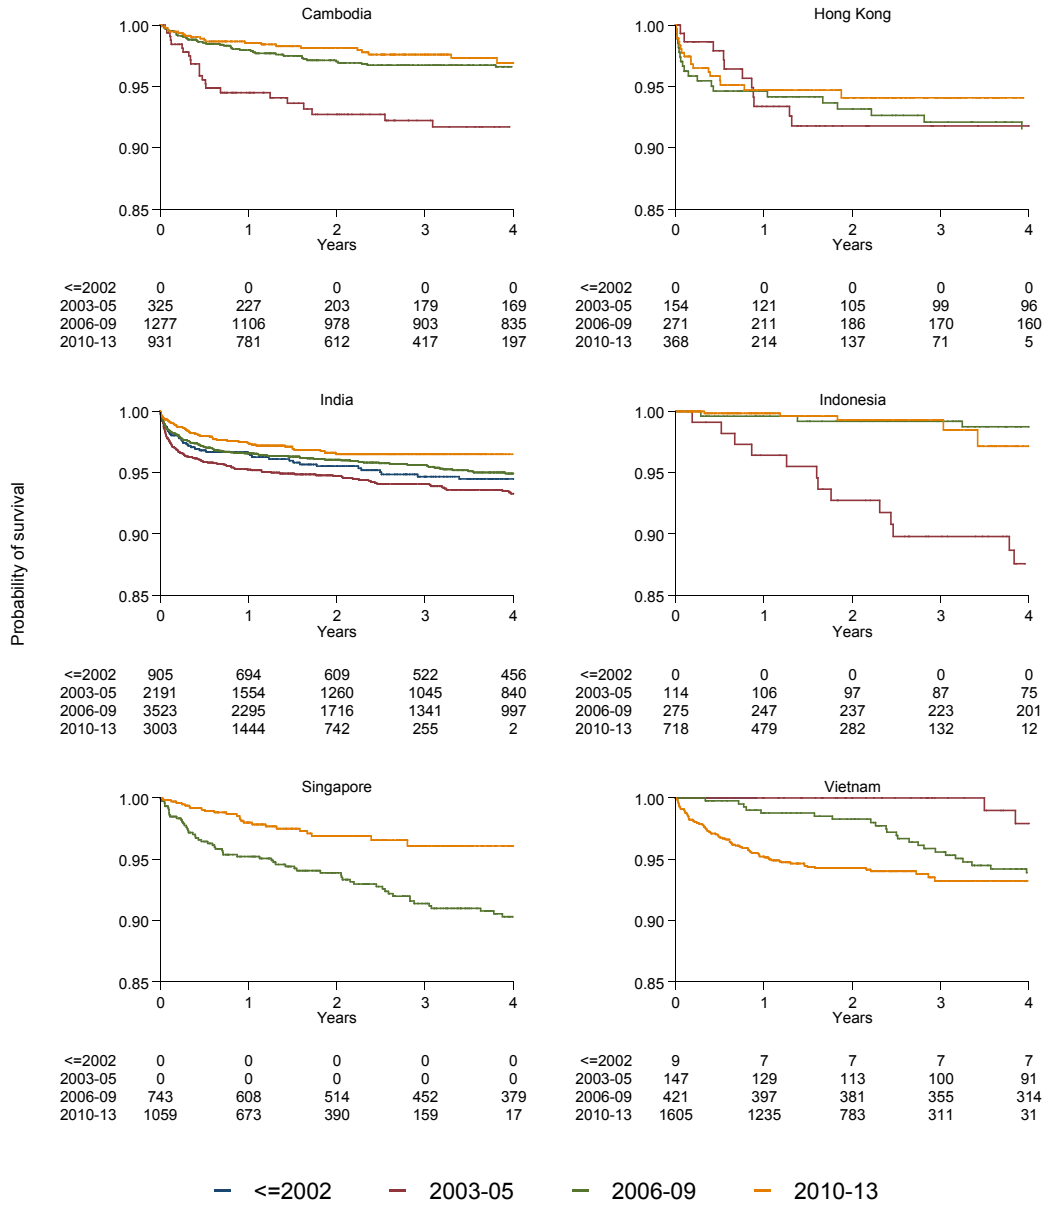 Cambodia
1.00
0.95
0.90
0.85
0 1 2 3 4
Years
<=2002 0 0 0 0 0
2003-05 325 227 203 179 169
2006-09 1277 1106 978 903 835
2010-13 931 781 612 417 197
Hong Kong
1.00
0.95
0.90
0.85
0 1 2 3 4
Years
<=2002 0 0 0 0 0
2003-05 154 121 105 99 96
2006-09 271 211 186 170 160
2010-13 368 214 137 71 5
Probability of survival
India
1.00
0.95
0.90
0.85
0 1 2 3 4
Years
<=2002 905 694 609 522 456
2003-05 2191 1554 1260 1045 840
2006-09 3523 2295 1716 1341 997
2010-13 3003 1444 742 255 2
Indonesia
1.00
0.95
0.90
0.85
0 1 2 3 4
Years
<=2002 0 0 0 0 0
2003-05 114 106 97 87 75
2006-09 275 247 237 223 201
2010-13 718 479 282 132 12
Singapore
1.00
0.95
0.90
0.85
0 1 2 3 4
Years
<=2002 0 0 0 0 0
2003-05 0 0 0 0 0
2006-09 743 608 514 452 379
2010-13 1059 673 390 159 17
Vietnam
1.00
0.95
0.90
0.85
0 1 2 3 4
Years
<=2002 9 7 7 7 7
2003-05 147 129 113 100 91
2006-09 421 397 381 355 314
2010-13 1605 1235 783 311 31
<=2002 2003-05 2006-09 2010-13